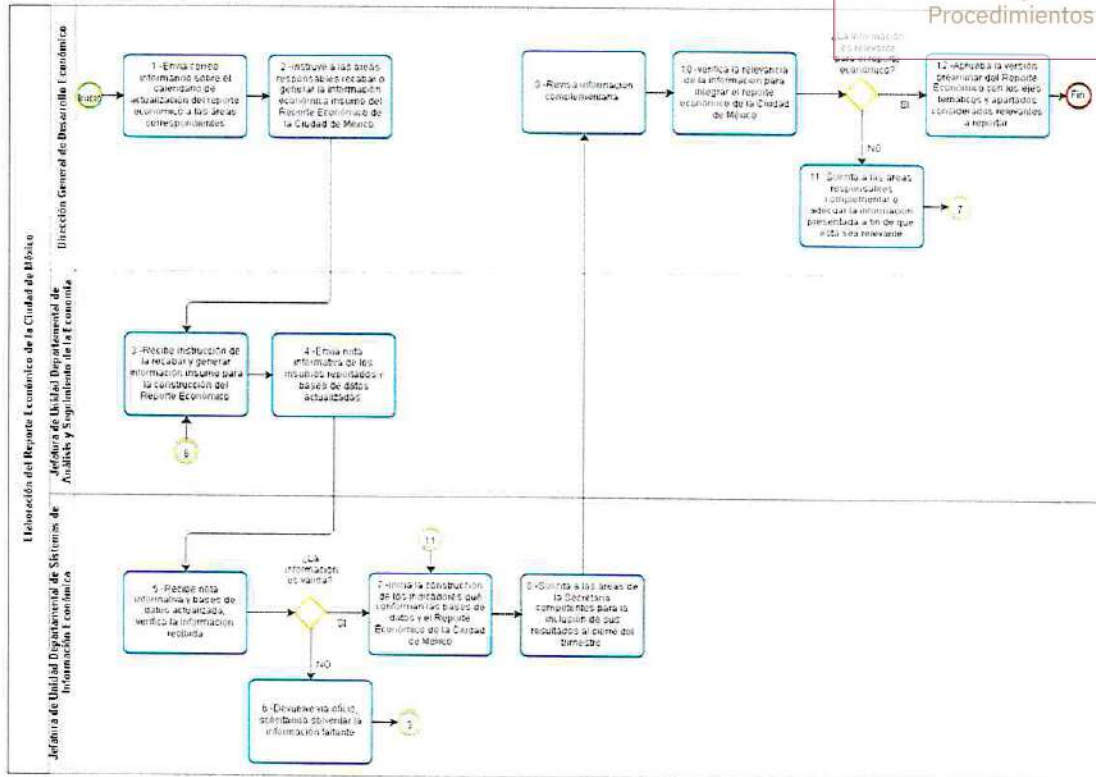 Procedimientos
Elaboración del Reporte Económico de la Ciudad de México
Dirección General de Desarrollo Económico
Inicio
1.-Envía correo
informando sobre el
calendario de
actualización del reporte
económico a las áreas
correspondientes
2.-Instruye a las áreas
responsables recabar o
generar la información
económica insumo del
Reporte Económico de
la Ciudad de México
9.-Revisa información
complementaria
10.-Verifica la relevancia
de la información para
integrar el reporte
económico de la Ciudad
de México
¿La información
es relevante
para el reporte
económico?
SI
NO
12.-Aprueba la versión
preliminar del Reporte
Económico con los ejes
temáticos y apartados
considerados relevantes
a reportar
Fin
11.-Solicita a las áreas
responsables
complementar o
adecuar la información
presentada a fin de que
esta sea relevante
7
Jefatura de Unidad Departamental de
Análisis y Seguimiento de la Economía
3.-Recibe instrucción de
la recabar y generar
información insumo para
la construcción del
Reporte Económico
4.-Envía nota
informativa de los
insumos reportados y
bases de datos
actualizadas
6
Jefatura de Unidad Departamental de Sistemas de
Información Económica
5.-Recibe nota
informativa y bases de
datos actualizada,
verifica la información
recibida
¿La
información
es valida?
SI
NO
11
7.-Inicia la construcción
de los indicadores que
conforman las bases de
datos y el Reporte
Económico de la Ciudad
de México
8.-Solicita a las áreas de
la Secretaría
competentes para la
inclusión de sus
resultados al cierre del
trimestre
6.-Devuelve vía oficio,
solicitando solventar la
información faltante
3